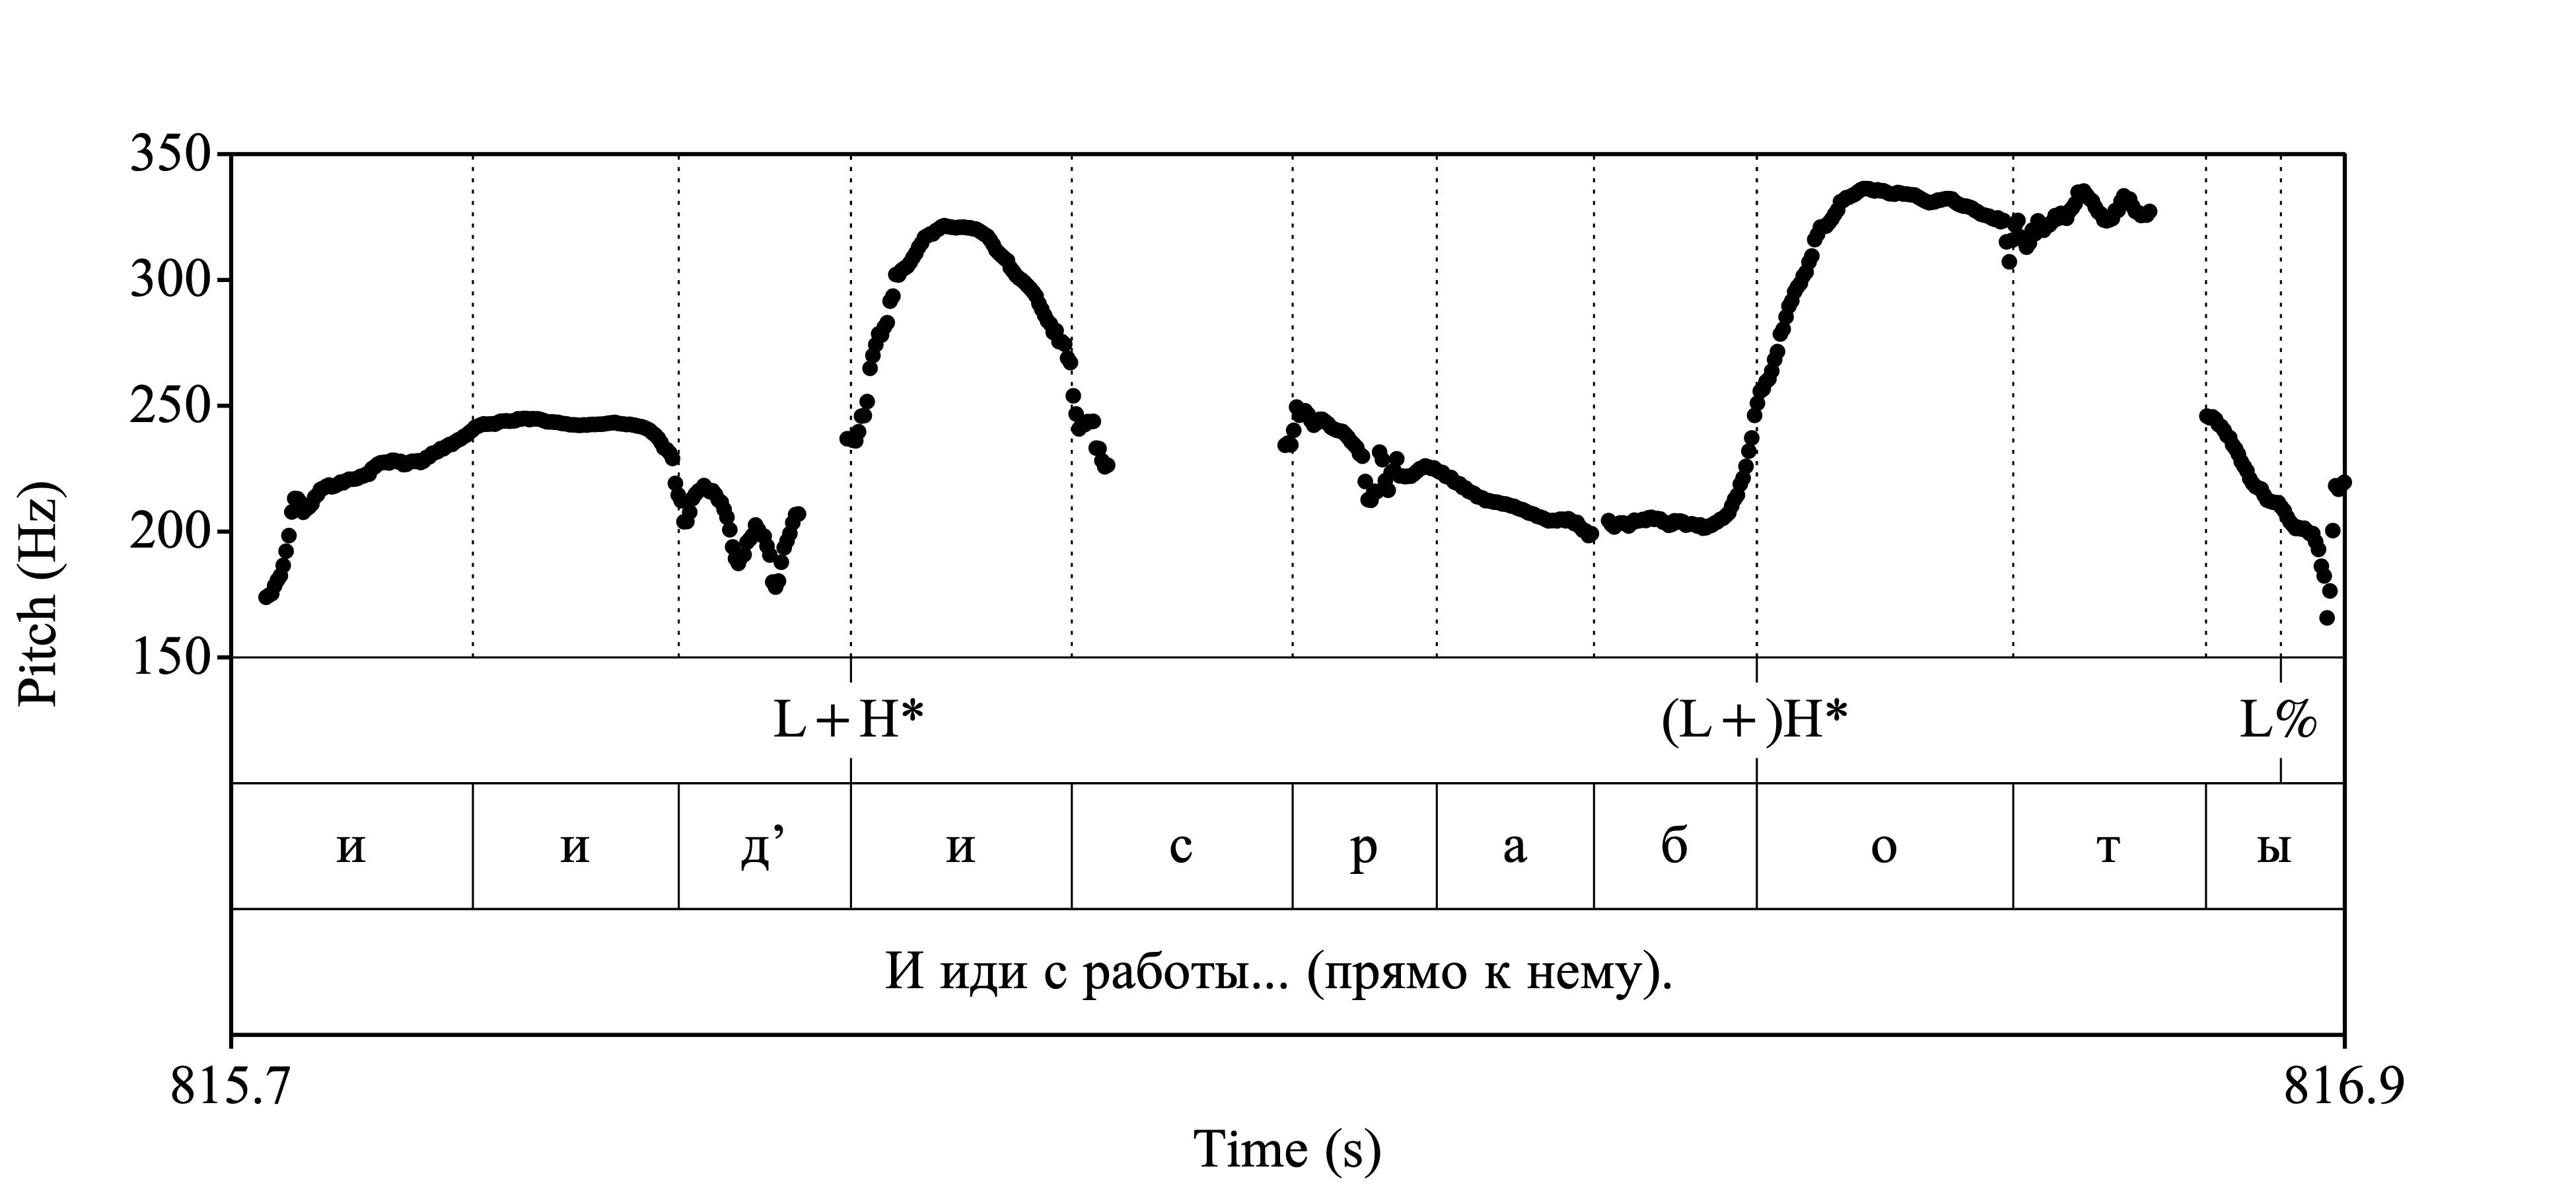 350
300
250
200
150
Pitch (Hz)
L+H* (L+)H* L%
и и д’ и с р а б о т ы
И иди с работы... (прямо к нему).
815.7 816.9
Time (s)